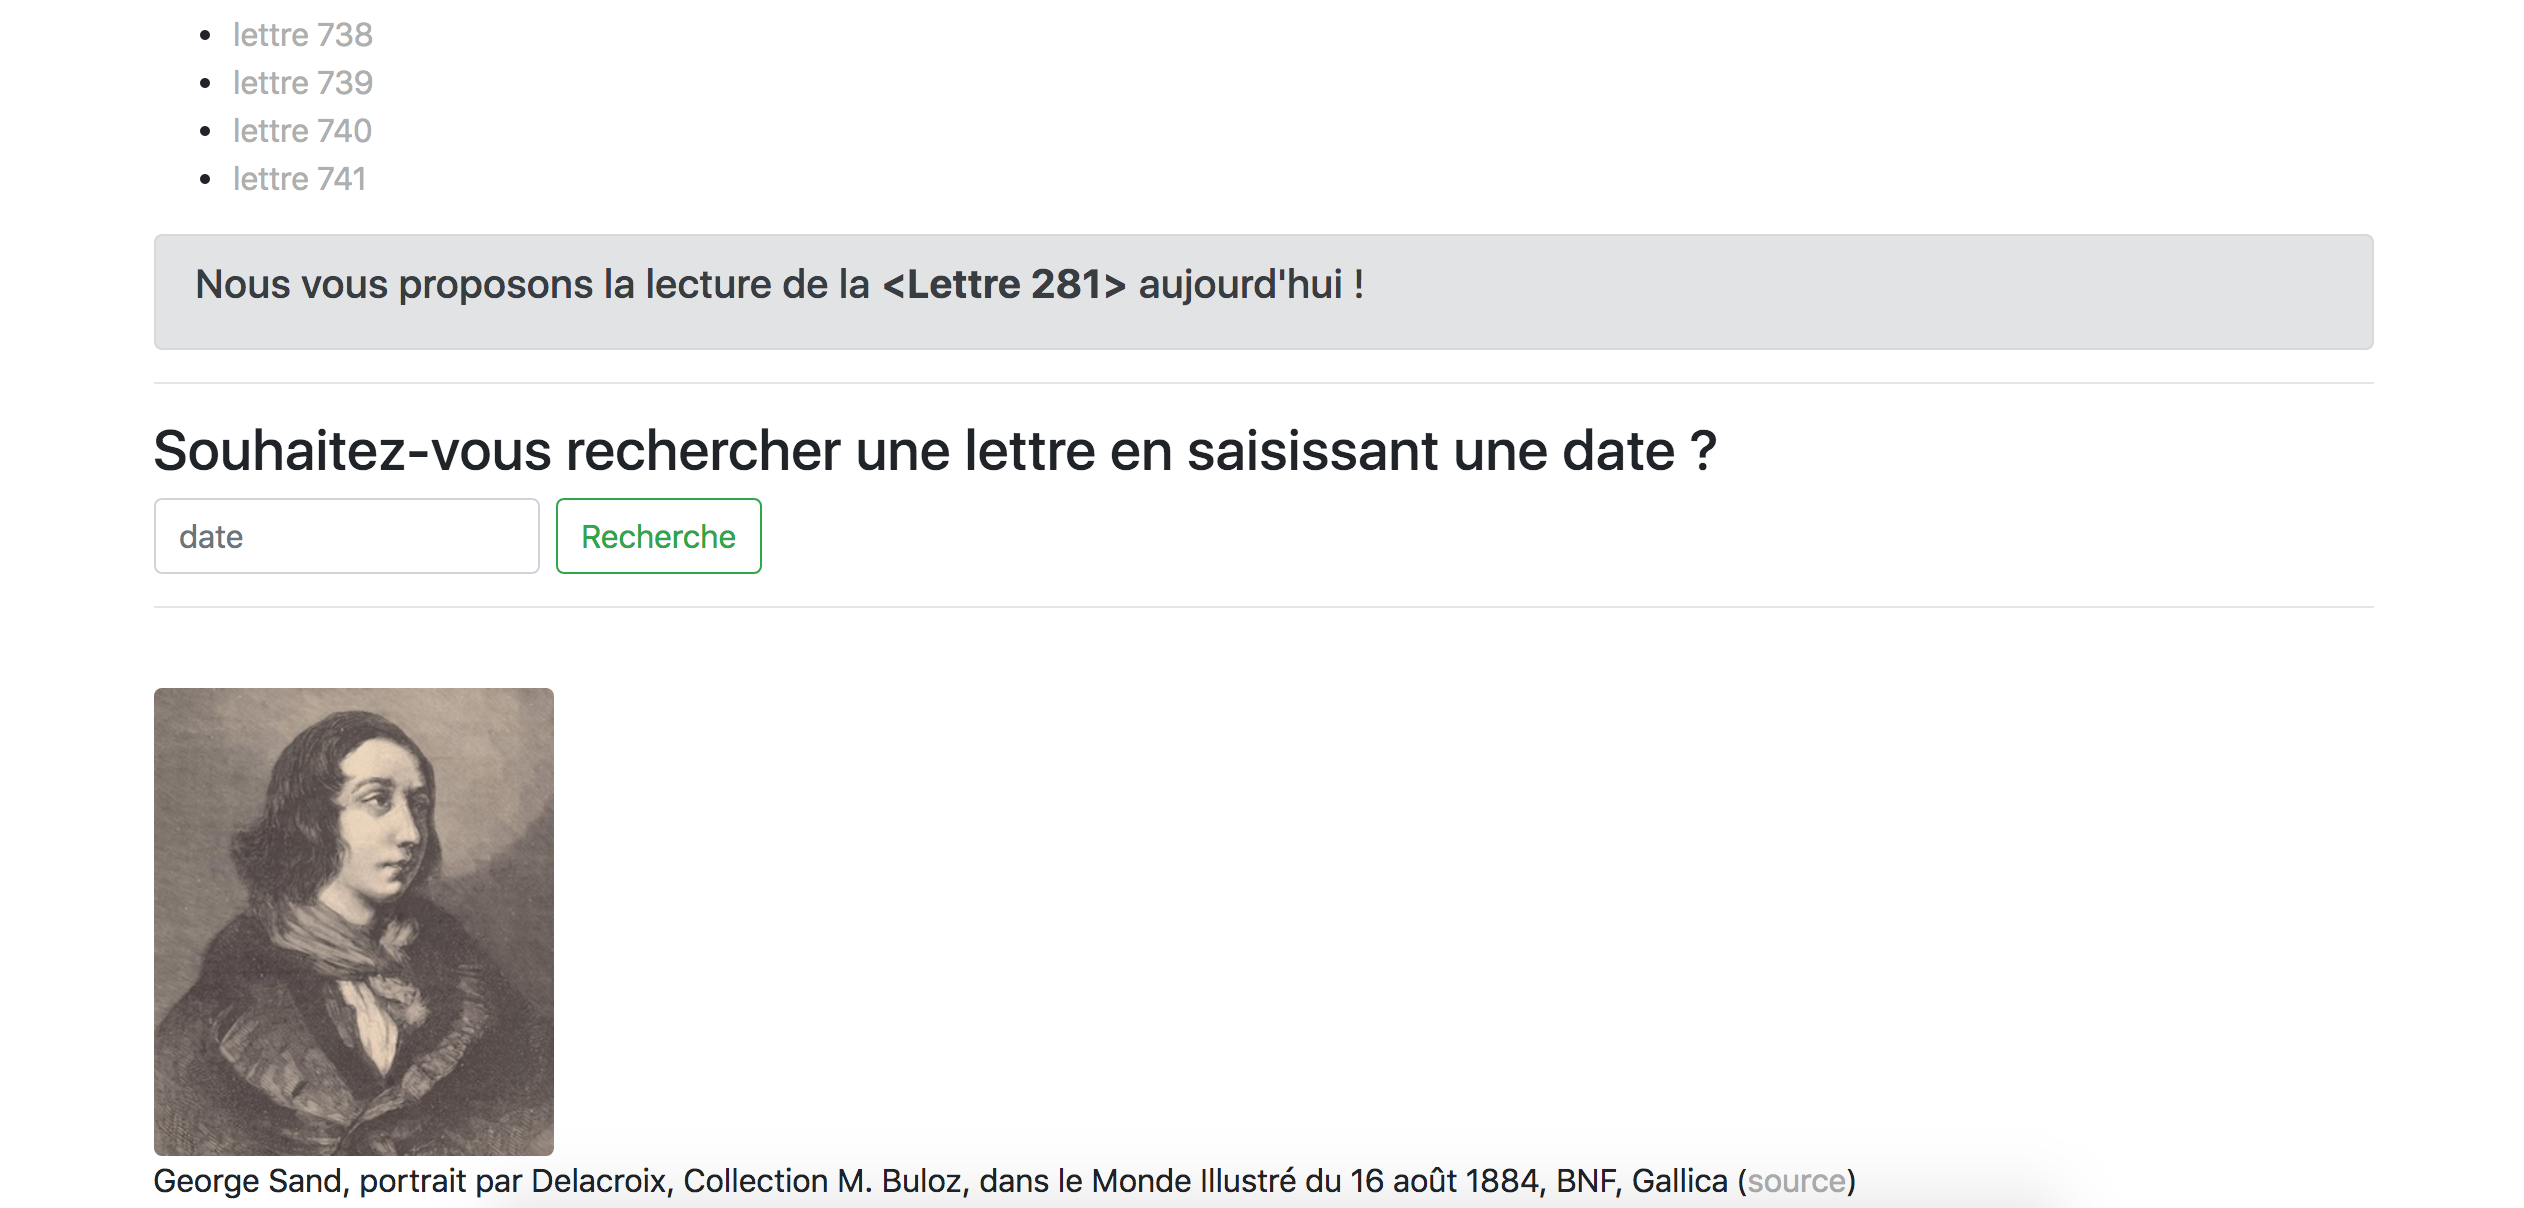 lettre 738
lettre 739
lettre 740
lettre 741
Nous vous proposons la lecture de la <Lettre 281> aujourd'hui !
Souhaitez-vous rechercher une lettre en saisissant une date ?
date
Recherche
George Sand, portrait par Delacroix, Collection M. Buloz, dans le Monde Illustré du 16 août 1884, BNF, Gallica (source)